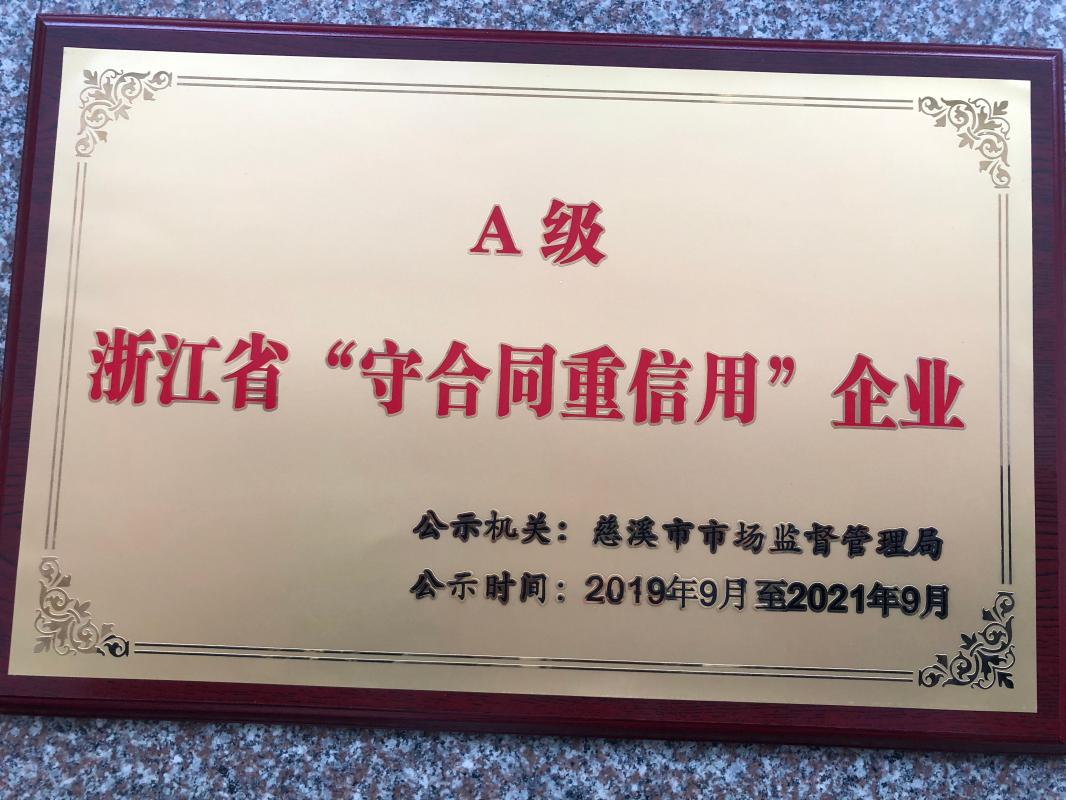 A级
浙江省“守合同重信用”企业
公示机关：慈溪市市场监督管理局
公示时间：2019年9月至2021年9月